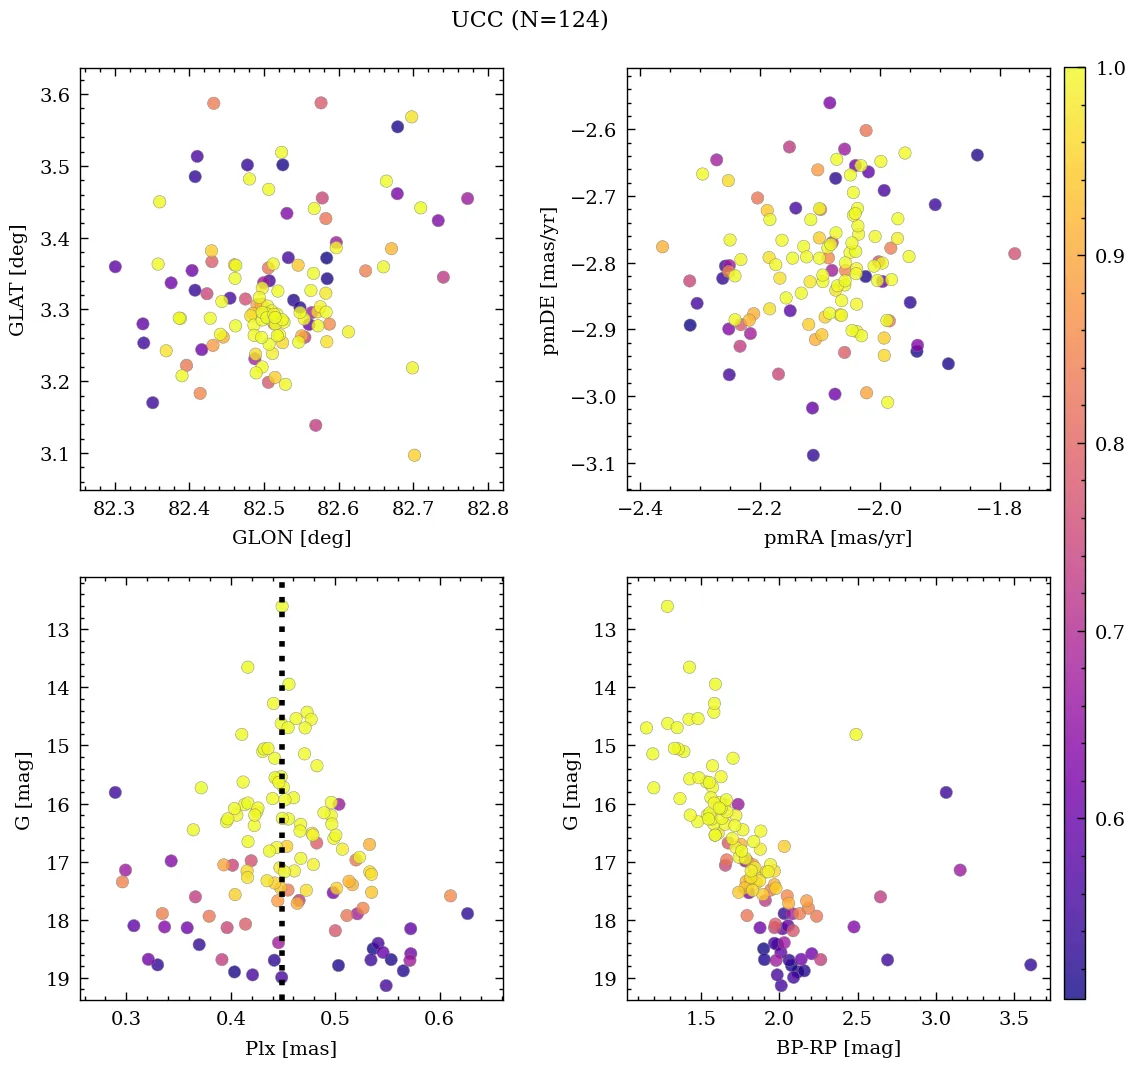 UCC (N=124)
3.6
3.5
3.4
3.3
3.2
3.1
GLAT [deg]
82.3 82.4 82.5 82.6 82.7 82.8
GLON [deg]
−2.6
−2.7
−2.8
−2.9
−3.0
−3.1
pmDE [mas/yr]
−2.4 −2.2 −2.0 −1.8
pmRA [mas/yr]
1.0
0.9
0.8
0.7
0.6
13
14
15
16
17
18
19
G [mag]
0.3 0.4 0.5 0.6
Plx [mas]
13
14
15
16
17
18
19
G [mag]
1.5 2.0 2.5 3.0 3.5
BP-RP [mag]